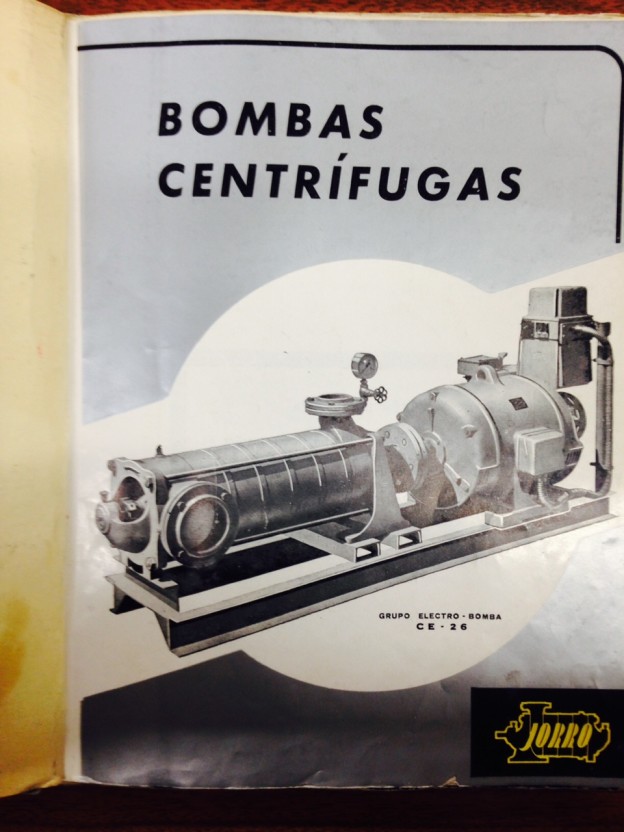 BOMBAS
CENTRÍFUGAS
GRUPO ELECTRO-BOMBA
CE-26
JORRO